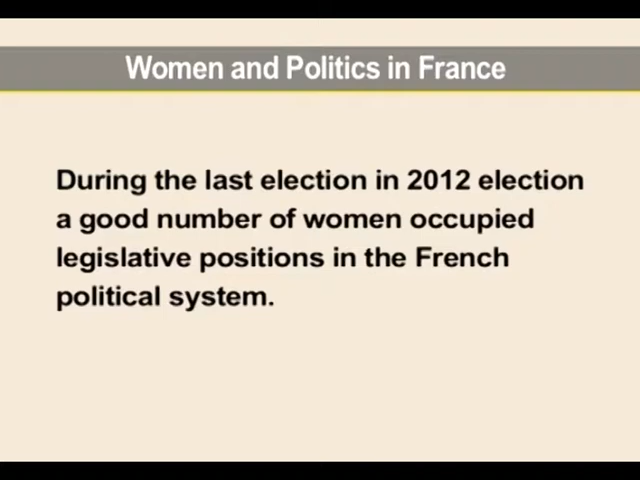 Women and Politics in France
During the last election in 2012 election
a good number of women occupied
legislative positions in the French
political system.